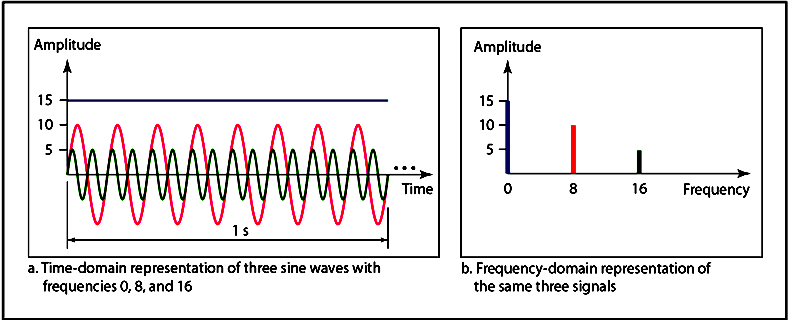 Amplitude
15
10
5
...
Time
1 s
a. Time-domain representation of three sine waves with
frequencies 0, 8, and 16
Amplitude
15
10
5
0 8 16 Frequency
b. Frequency-domain representation of
the same three signals